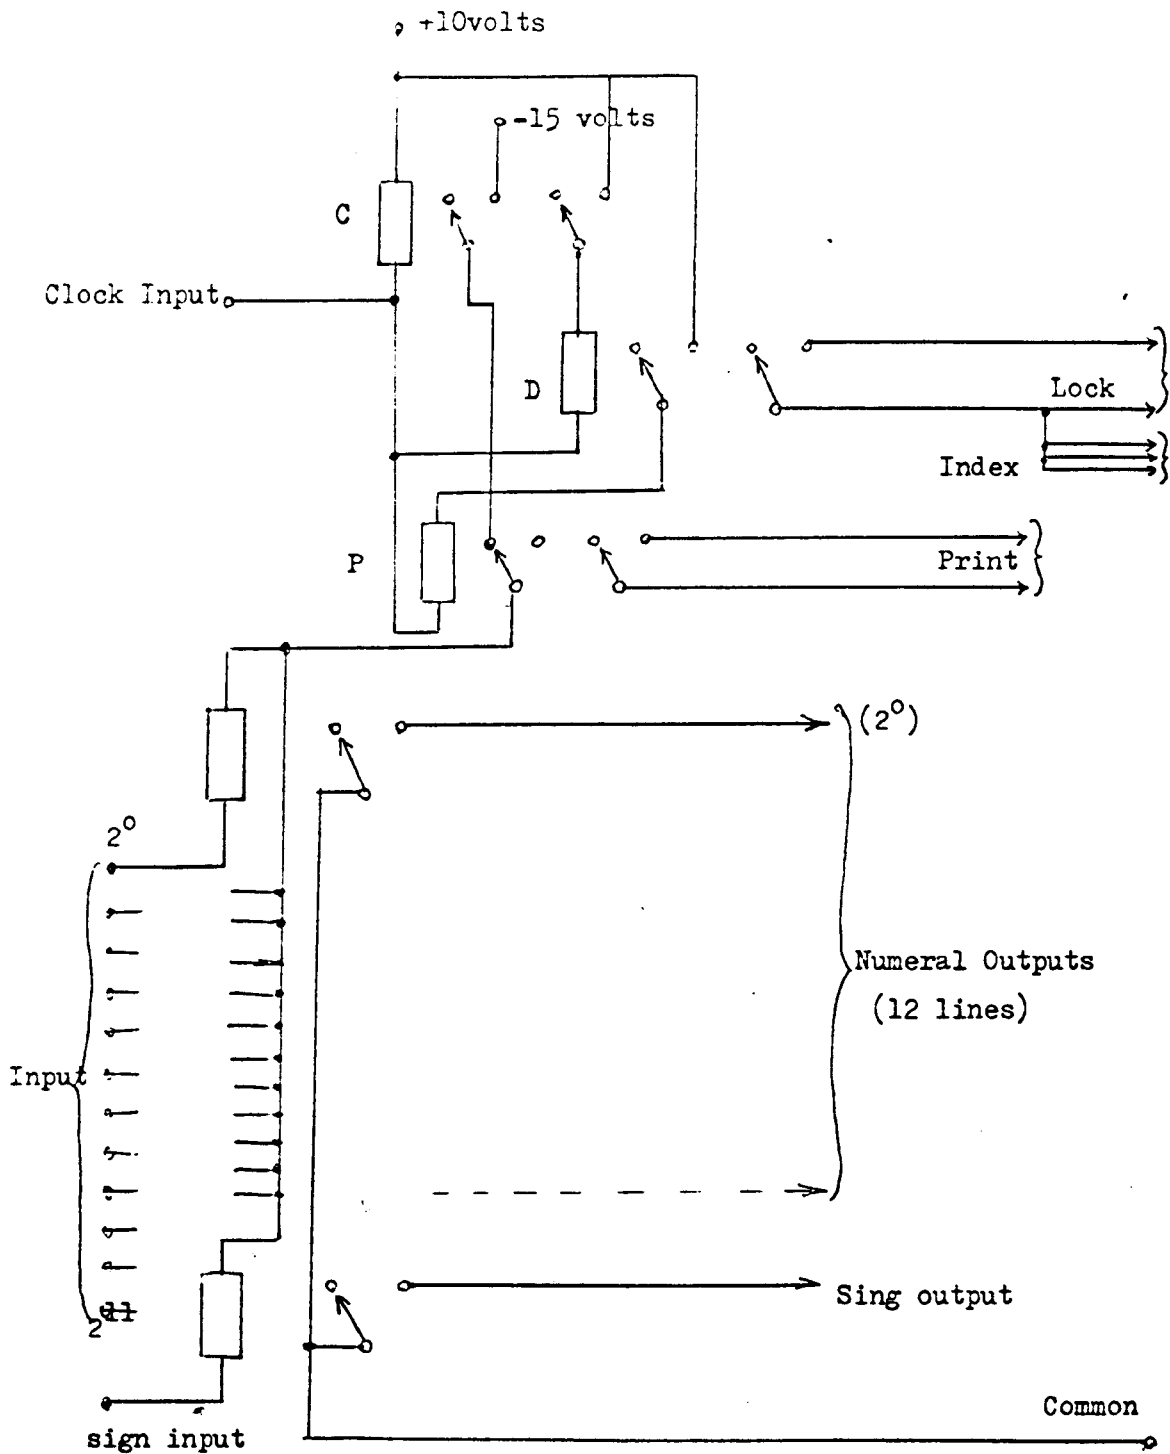 +10volts
-15 volts
C
Clock Input
D
Lock
Index
P
Print
(2⁰)
2⁰
Numeral Outputs
(12 lines)
Input
2¹¹
Sing output
sign input
Common